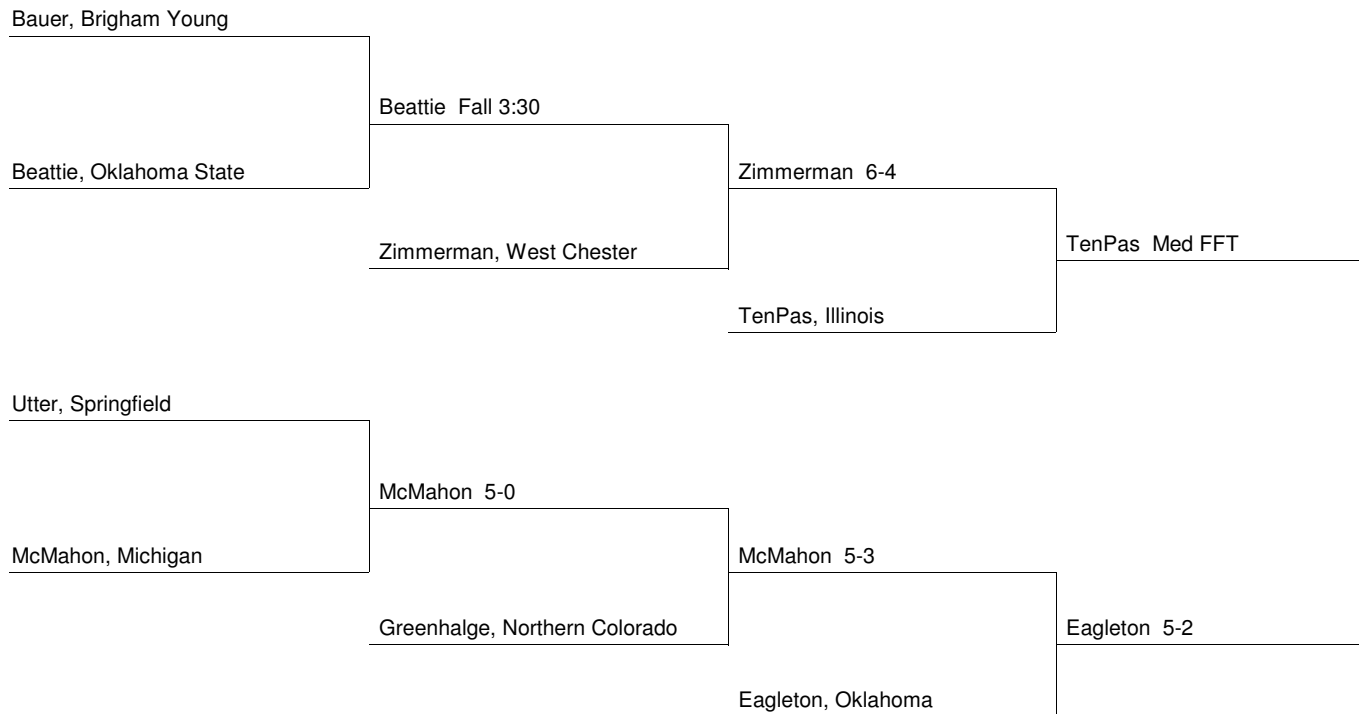 Bauer, Brigham Young
Beattie  Fall 3:30
Beattie, Oklahoma State
Zimmerman  6-4
Zimmerman, West Chester
TenPas  Med FFT
TenPas, Illinois
Utter, Springfield
McMahon  5-0
McMahon, Michigan
McMahon  5-3
Greenhalge, Northern Colorado
Eagleton  5-2
Eagleton, Oklahoma